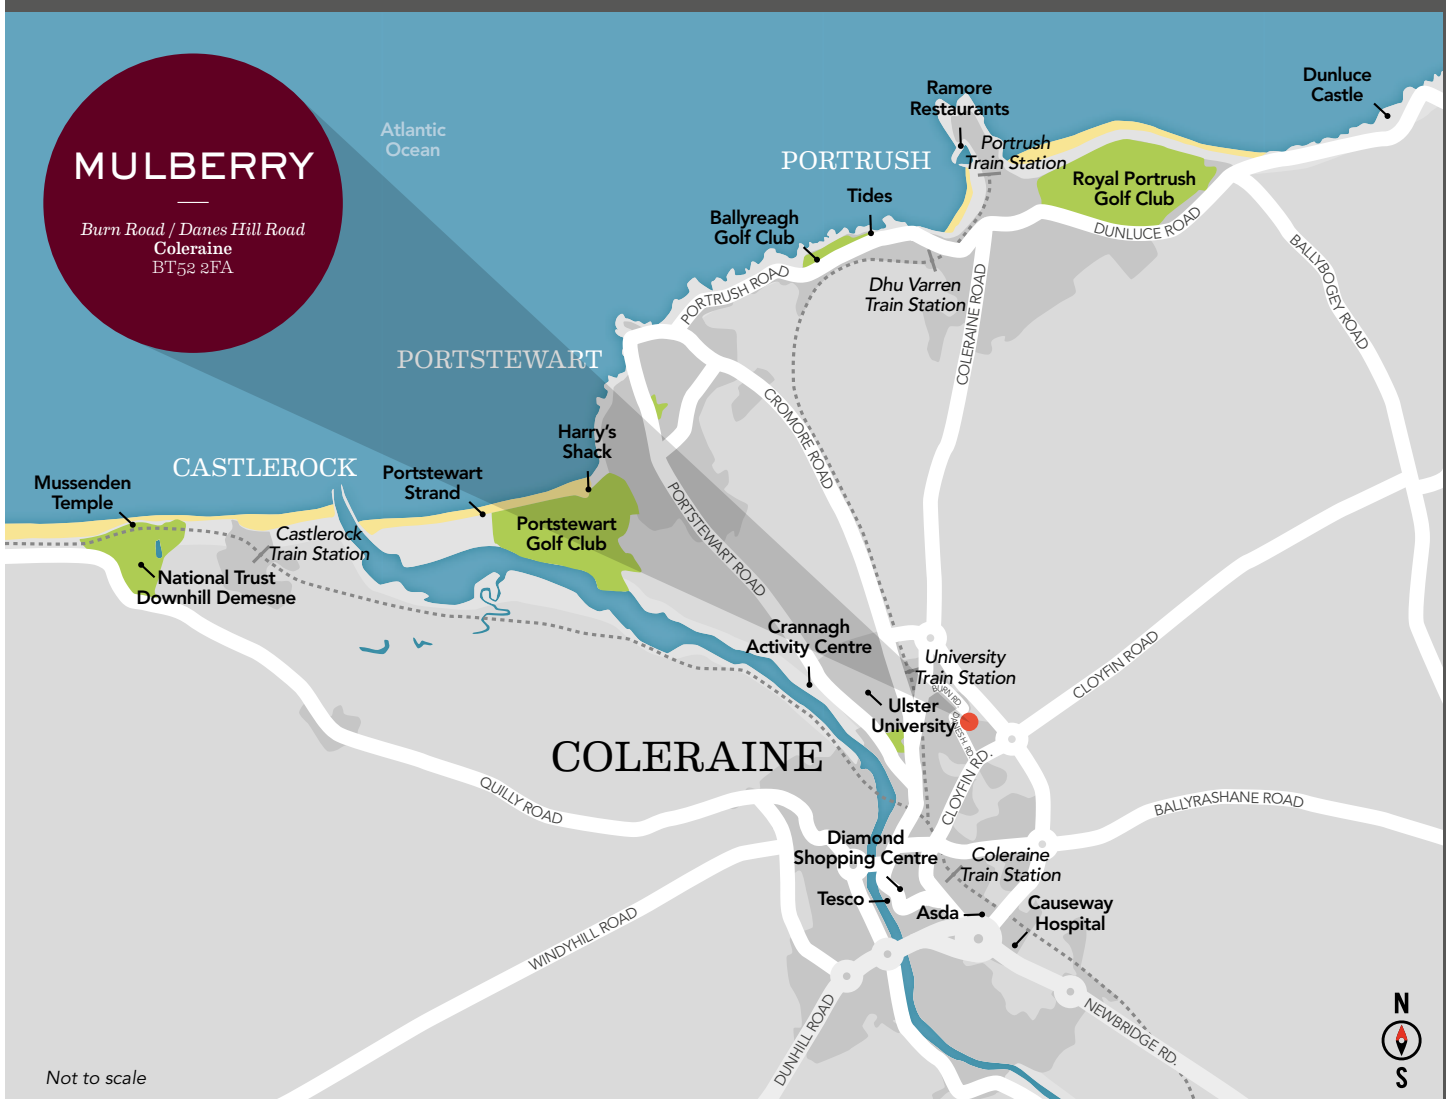 Dunluce
Castle
Ramore
Restaurants
Atlantic
Ocean
MULBERRY
Burn Road / Danes Hill Road
Coleraine
BT52 2FA
PORTRUSH
Portrush
Train Station
Royal Portrush
Golf Club
Tides
Ballyreagh
Golf Club
DUNLUCE ROAD
BALLYBOGEY ROAD
Dhu Varren
Train Station
PORTRUSH ROAD
COLERAINE ROAD
PORTSTEWART
CROMORE ROAD
Harry's
Shack
CASTLEROCK
Portstewart
Strand
Mussenden
Temple
Portstewart
Golf Club
PORTSTEWART ROAD
Castlerock
Train Station
National Trust
Downhill Demesne
Crannagh
Activity Centre
University
Train Station
CLOYFIN ROAD
BURN RD.
Ulster
University
DANES H. RD.
COLERAINE
CLOYFIN RD.
QUILLY ROAD
BALLYRASHANE ROAD
Diamond
Shopping Centre
Coleraine
Train Station
Tesco
Asda
Causeway
Hospital
WINDYHILL ROAD
DUNHILL ROAD
NEWBRIDGE RD.
N
S
Not to scale